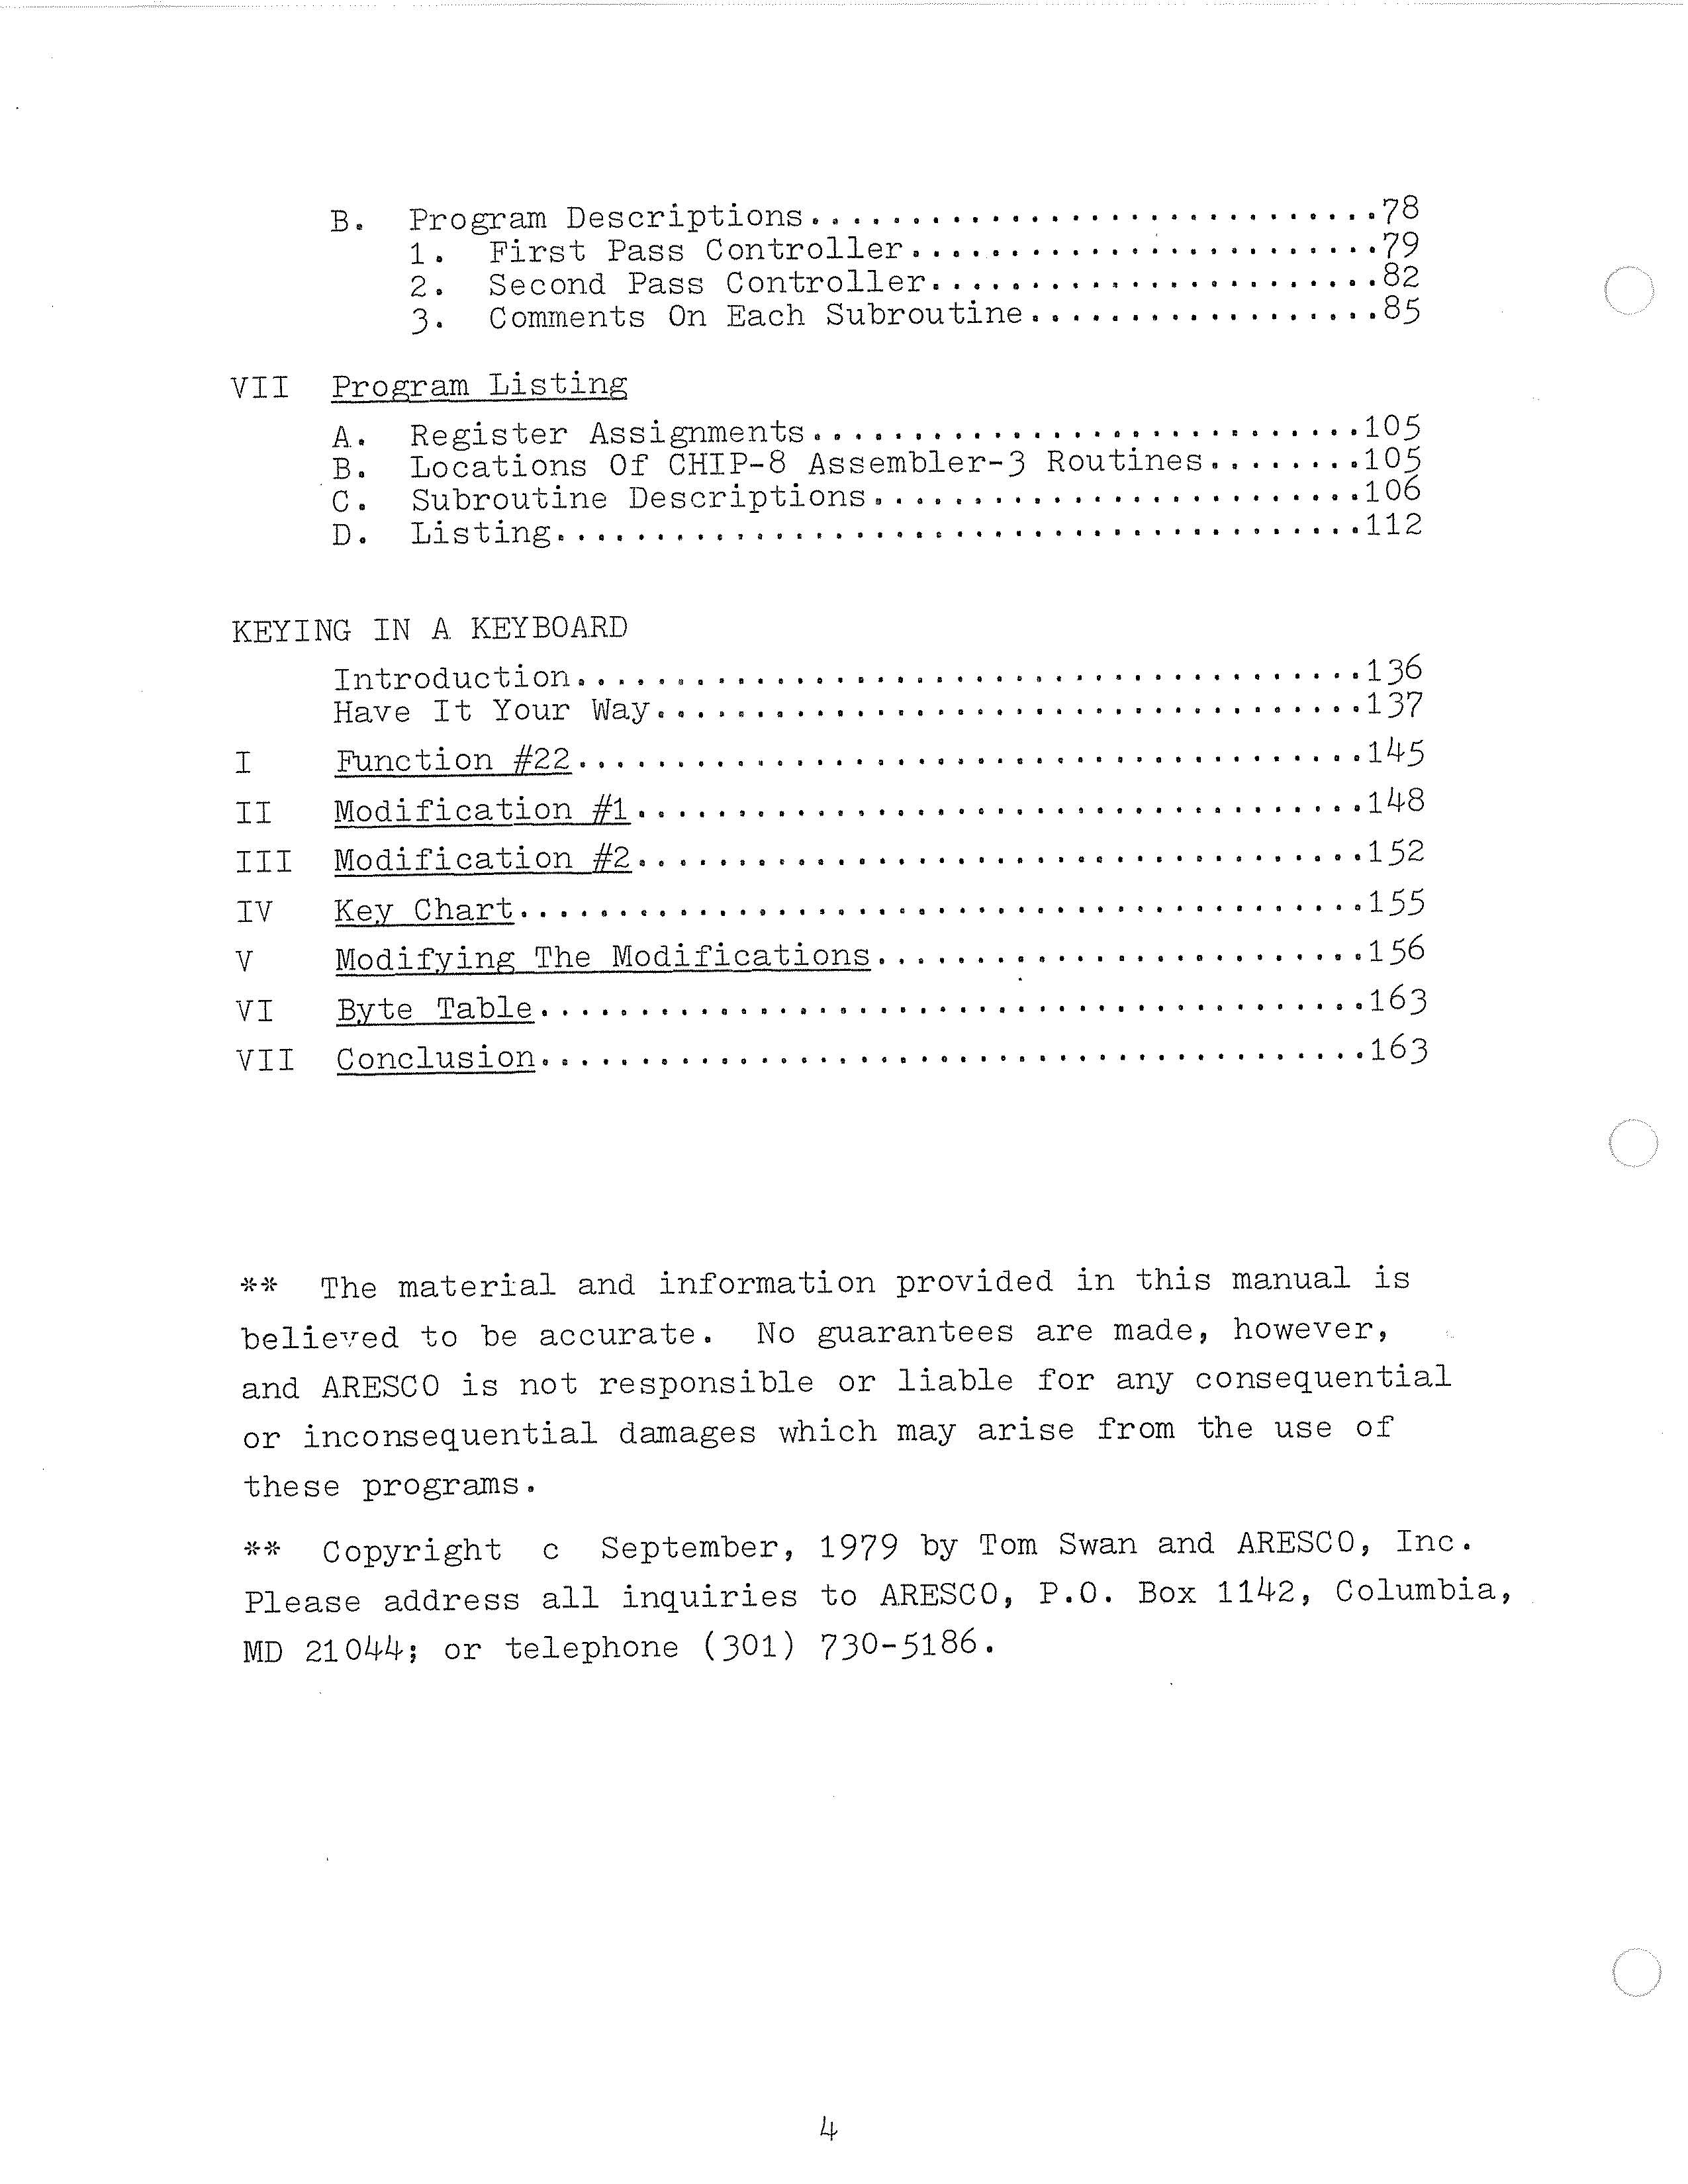 B. Program Descriptions............................78
1. First Pass Controller........................79
2. Second Pass Controller.......................82
3. Comments On Each Subroutine..................85
VII Program Listing
A. Register Assignments............................105
B. Locations Of CHIP-8 Assembler-3 Routines........105
C. Subroutine Descriptions.........................106
D. Listing.........................................112
KEYING IN A KEYBOARD
Introduction........................................136
Have It Your Way....................................137
I Function #22........................................145
II Modification #1.....................................148
III Modification #2.....................................152
IV Key Chart...........................................155
V Modifying The Modifications.........................156
VI Byte Table..........................................163
VII Conclusion..........................................163
** The material and information provided in this manual is
believed to be accurate. No guarantees are made, however,
and ARESCO is not responsible or liable for any consequential
or inconsequential damages which may arise from the use of
these programs.
** Copyright c September, 1979 by Tom Swan and ARESCO, Inc.
Please address all inquiries to ARESCO, P.O. Box 1142, Columbia,
MD 21044; or telephone (301) 730-5186.
4